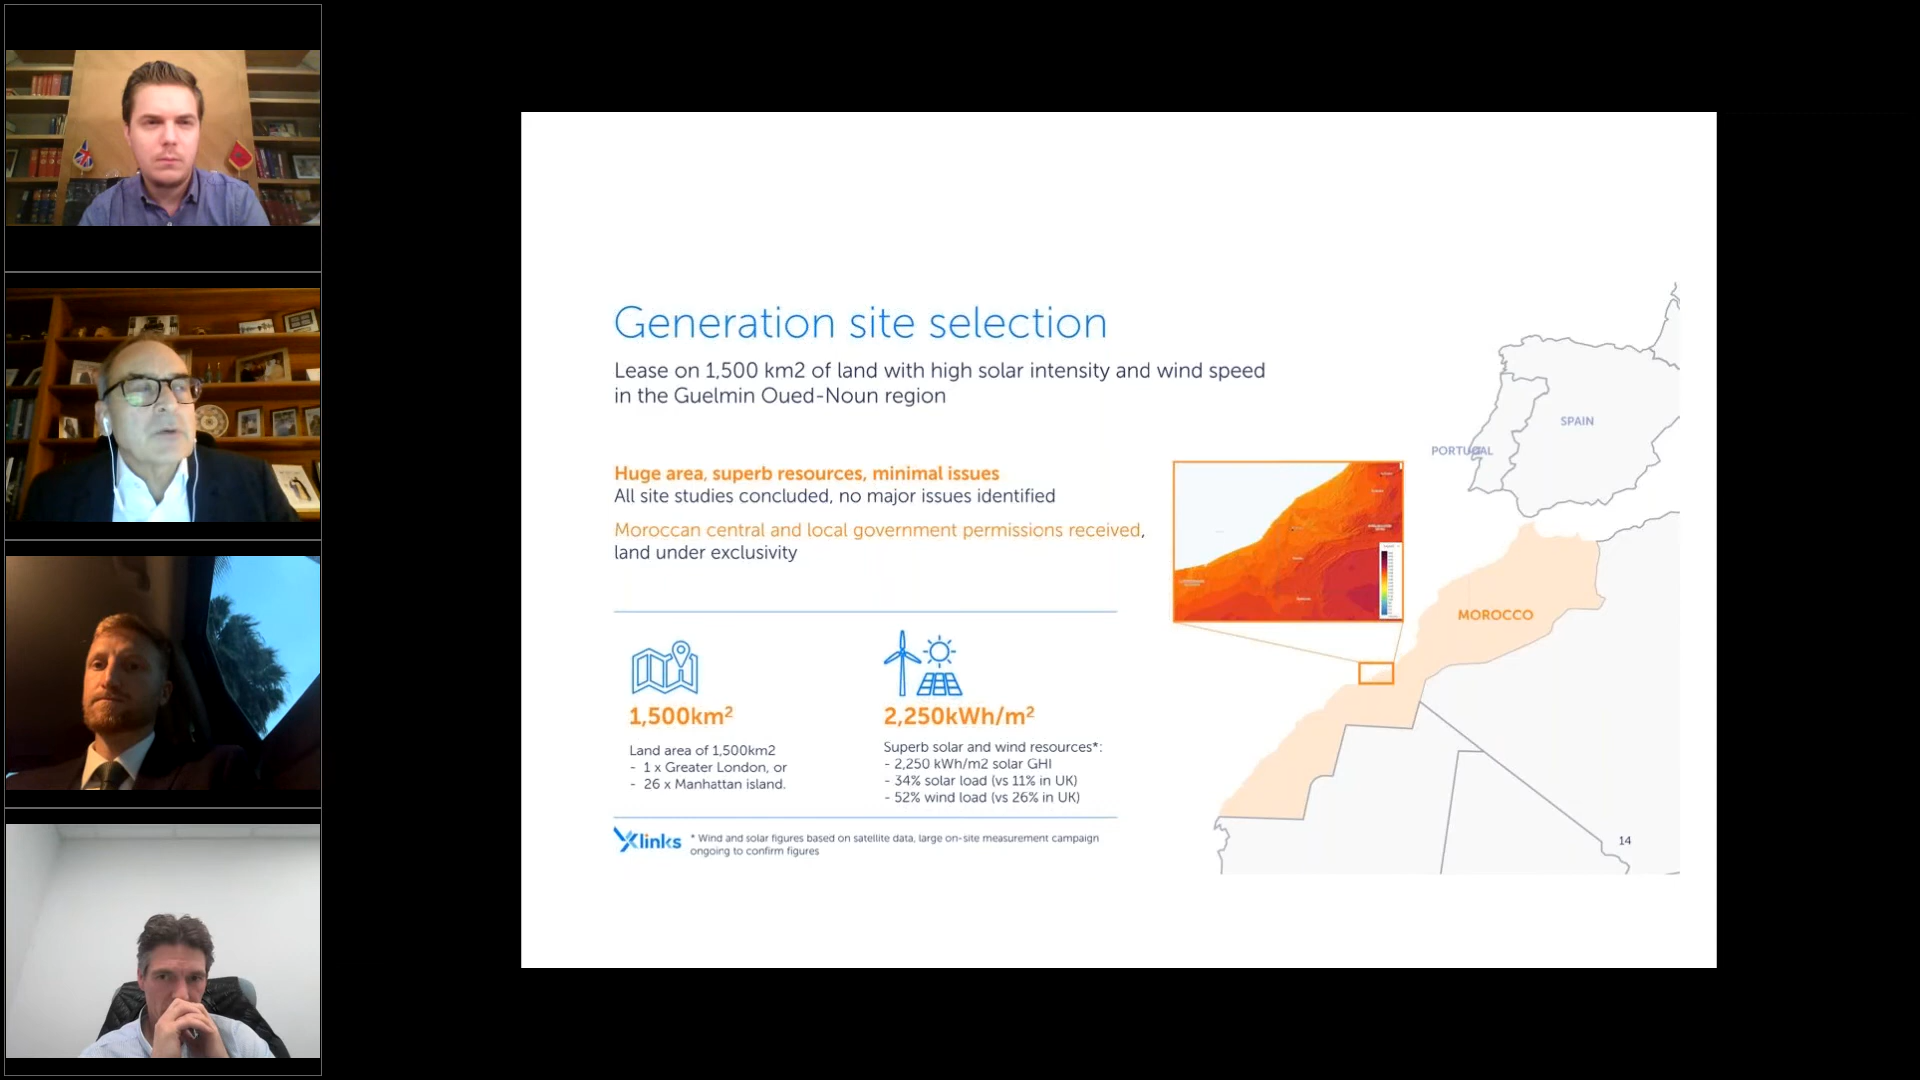 Generation site selection
Lease on 1,500 km2 of land with high solar intensity and wind speed
in the Guelmin Oued-Noun region
Huge area, superb resources, minimal issues
All site studies concluded, no major issues identified
Moroccan central and local government permissions received,
land under exclusivity
SPAIN
PORTUGAL
MOROCCO
1,500km²
Land area of 1,500km2
- 1 x Greater London, or
- 26 x Manhattan island.
2,250kWh/m²
Superb solar and wind resources*:
- 2,250 kWh/m2 solar GHI
- 34% solar load (vs 11% in UK)
- 52% wind load (vs 26% in UK)
Xlinks
* Wind and solar figures based on satellite data, large on-site measurement campaign
ongoing to confirm figures
14